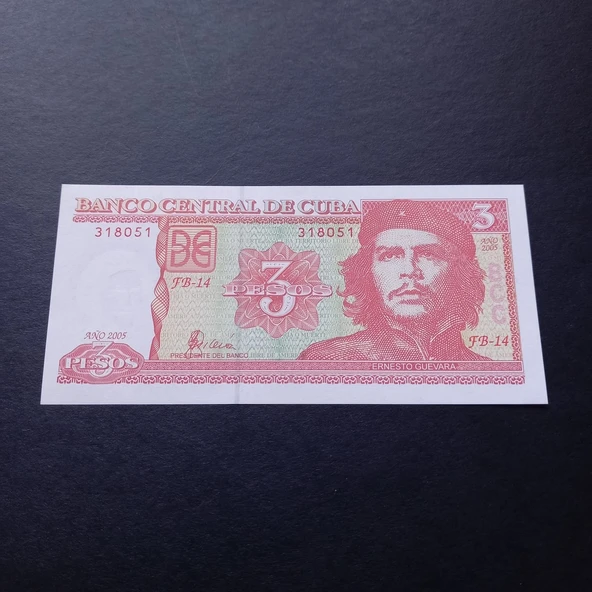 BANCO CENTRAL DE CUBA
3
318051
318051
AÑO
2005
BCC
FB-14
3
PESOS
AÑO 2005
FB-14
3
PESOS
PRESIDENTE DEL BANCO
ERNESTO GUEVARA